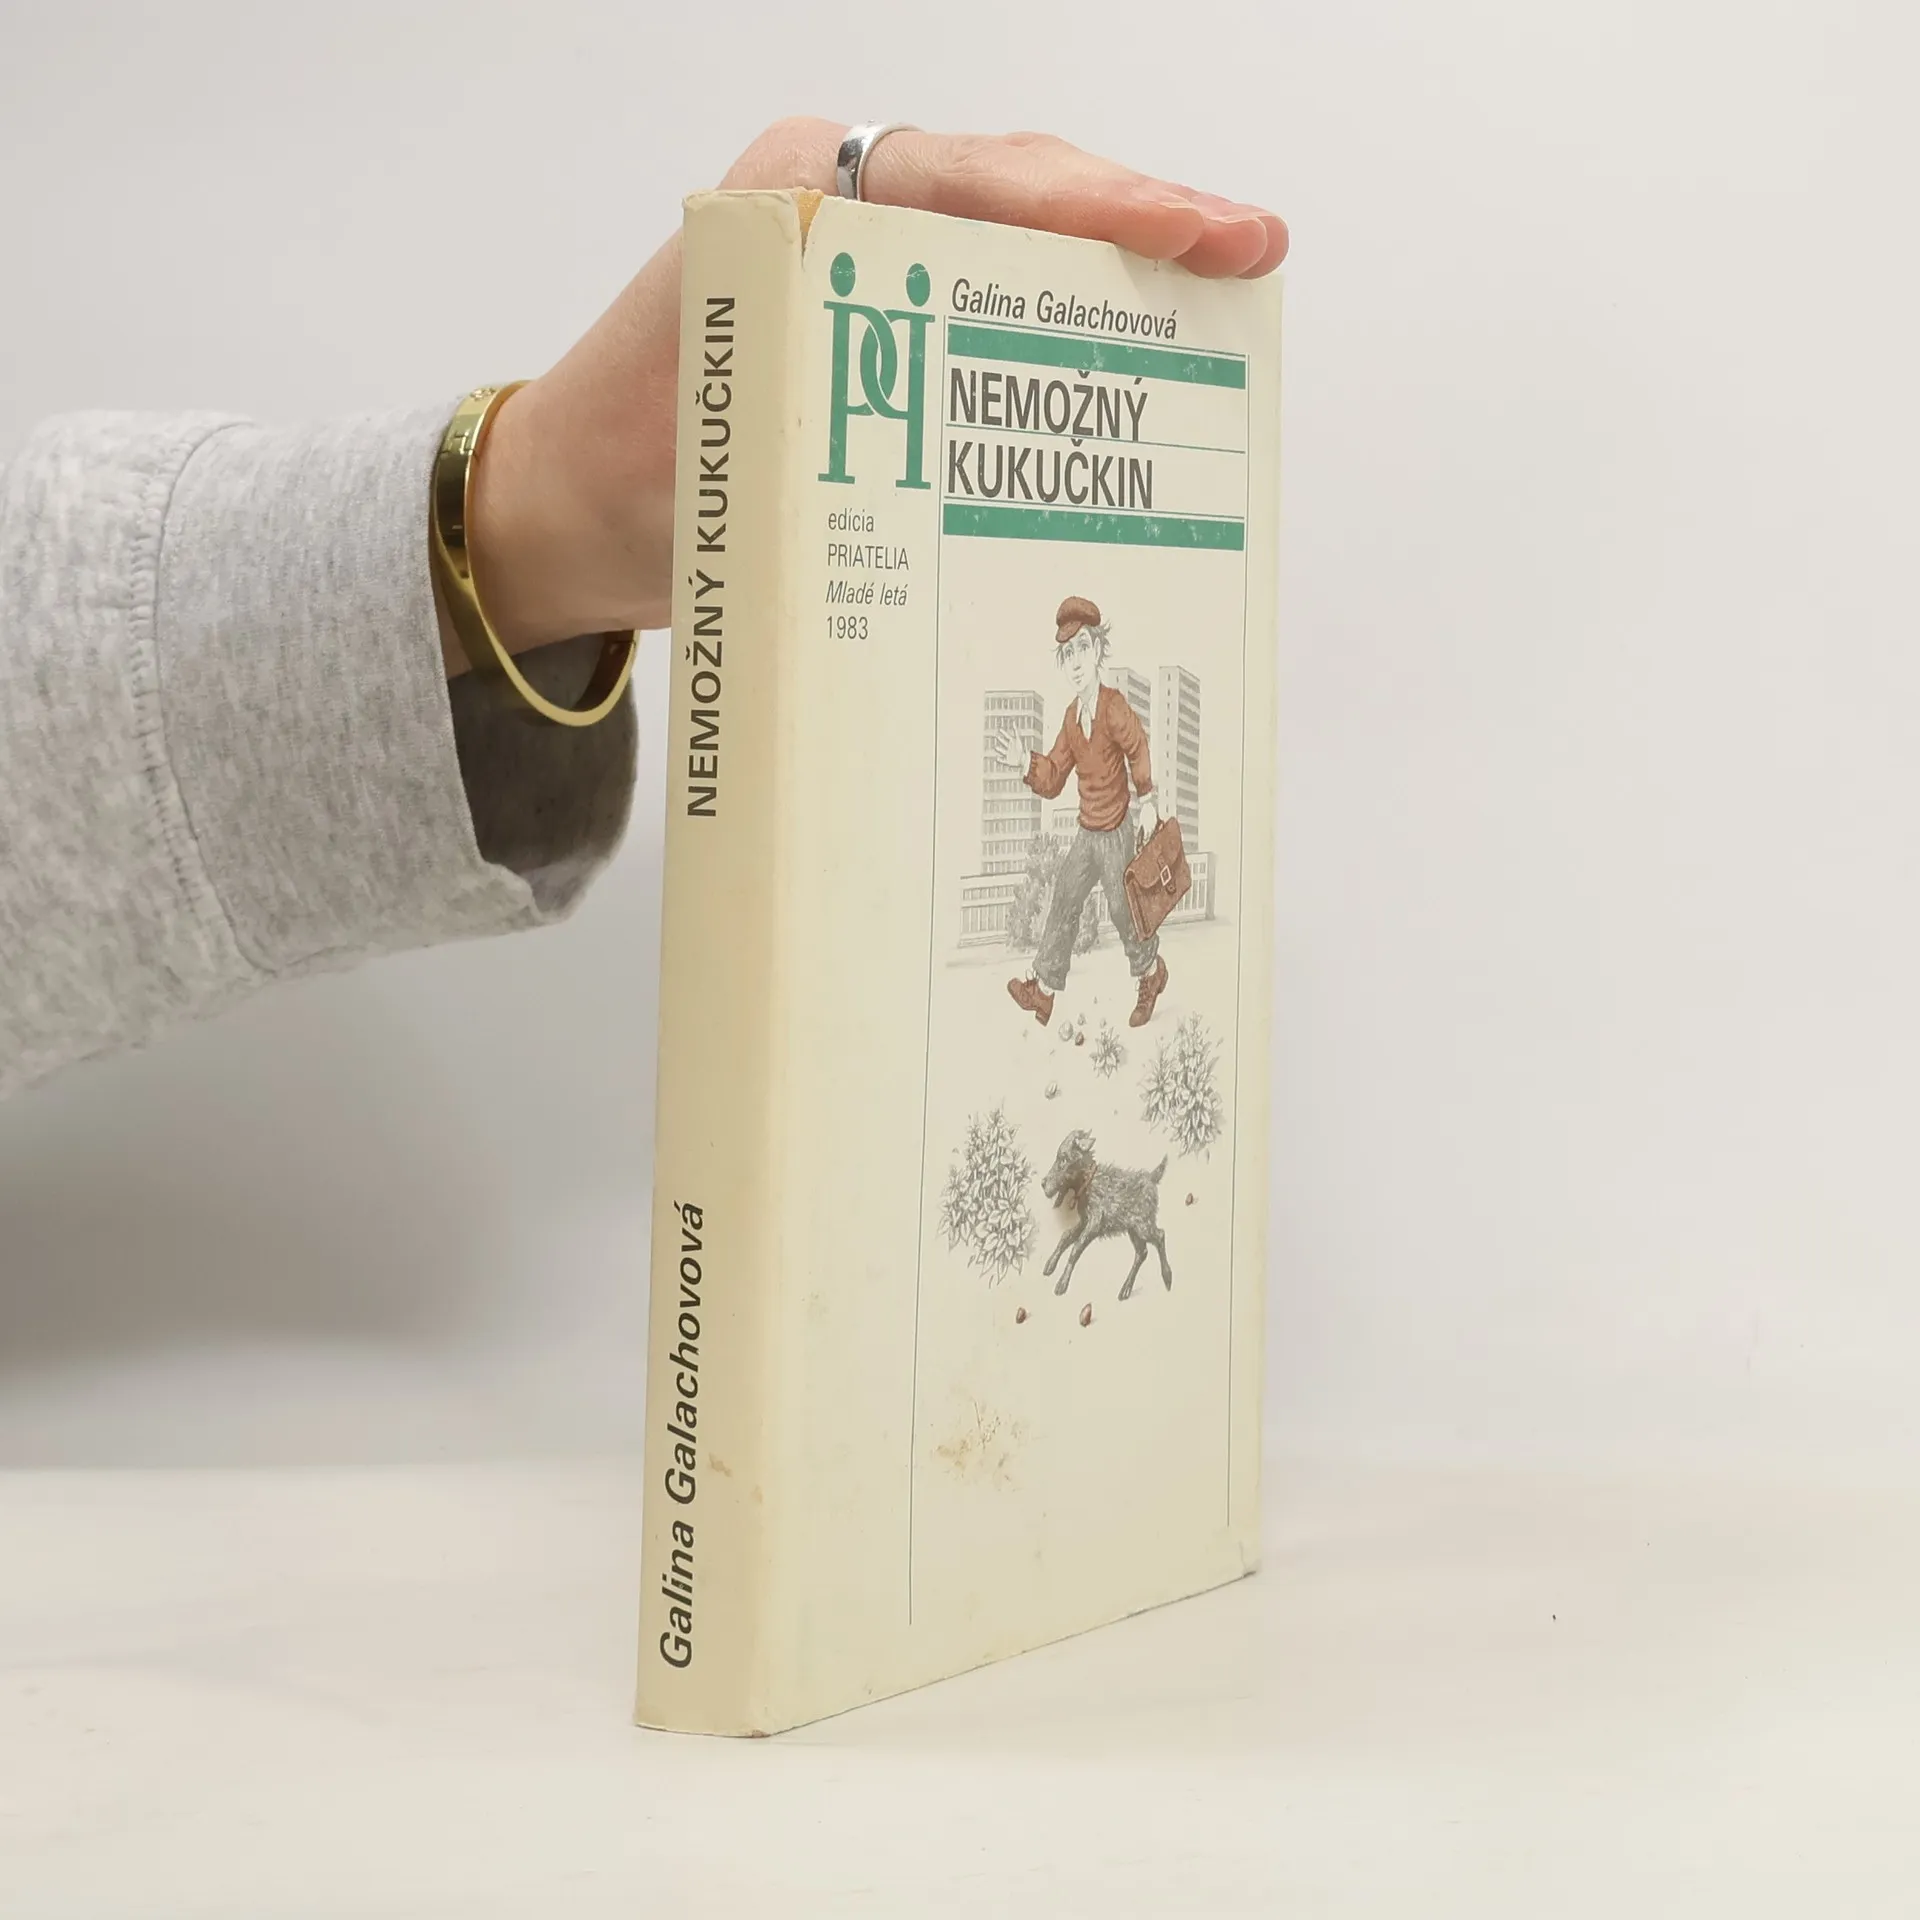 NEMOŽNÝ KUKUČKIN
Galina Galachovová
Galina Galachovová
NEMOŽNÝ
KUKUČKIN
edícia
PRIATELIA
Mladé letá
1983